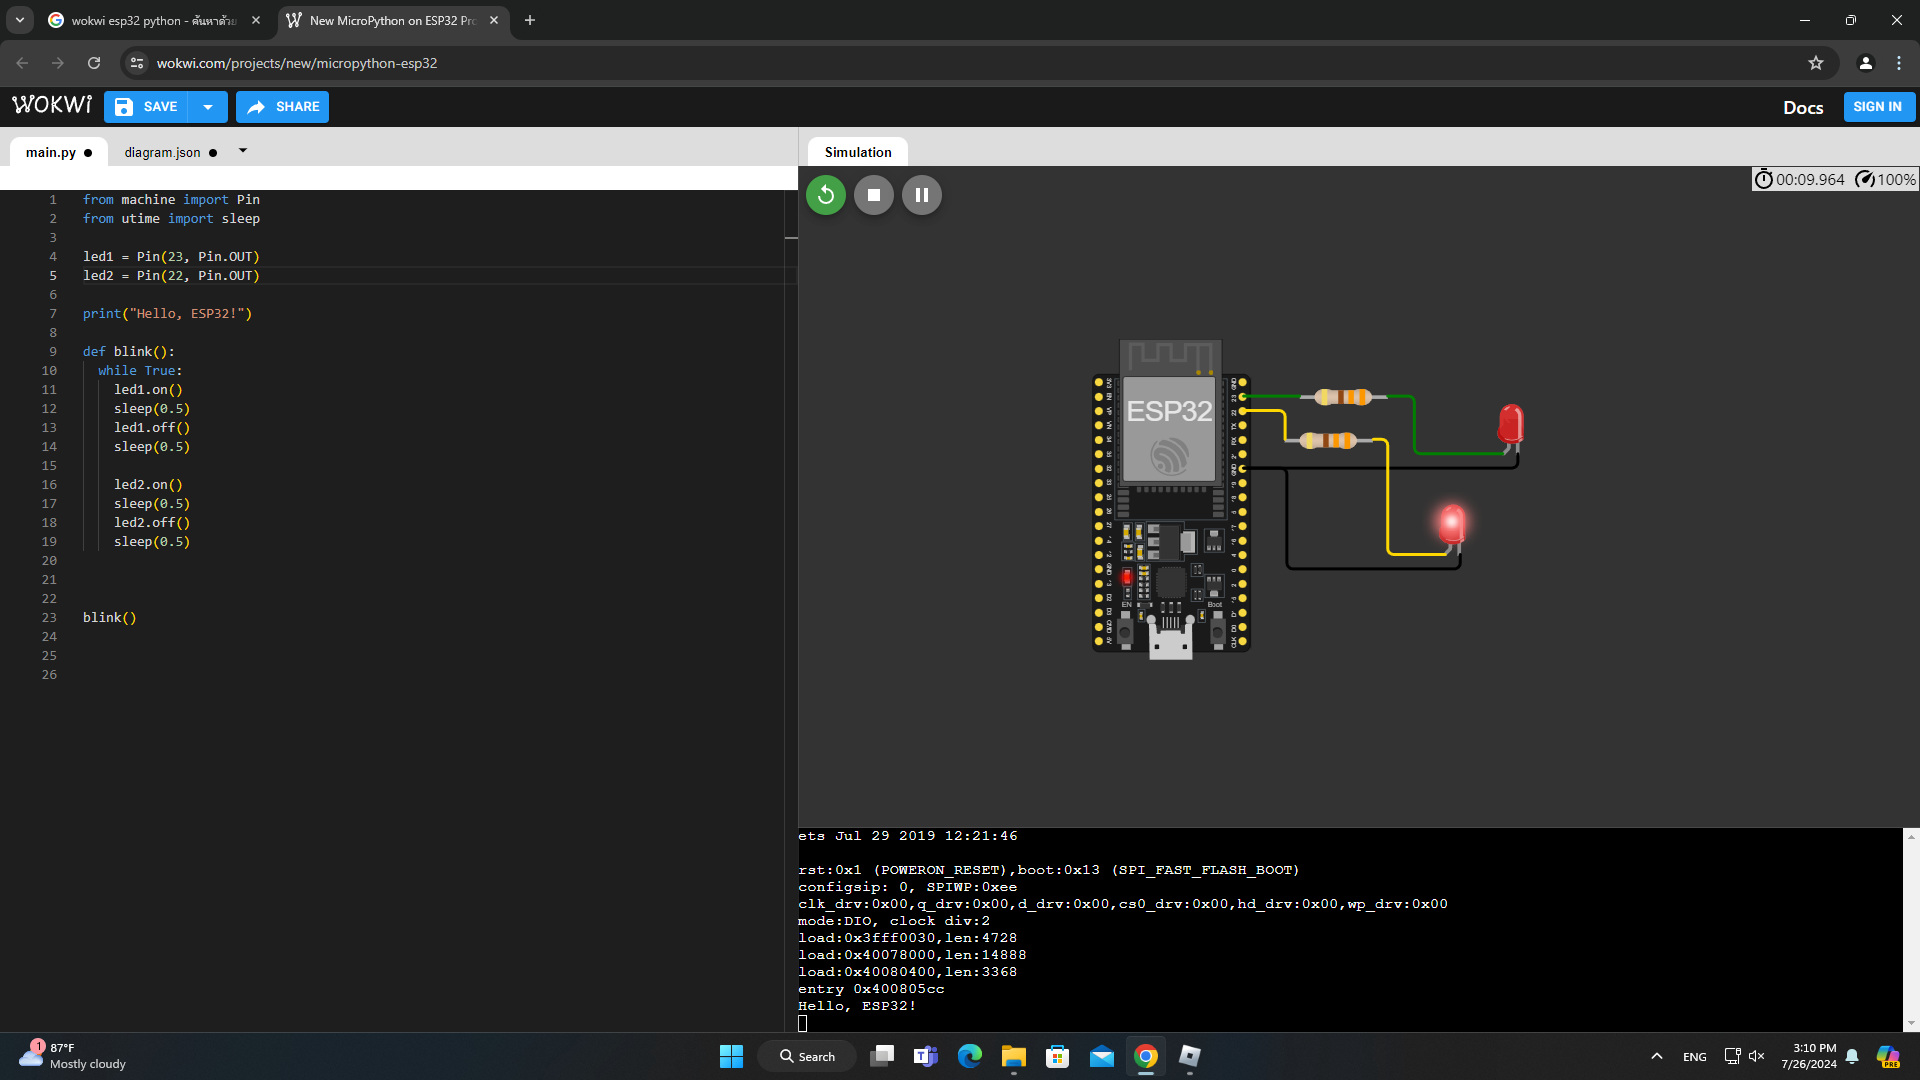 wokwi esp32 python - ค้นหาด้วย
New MicroPython on ESP32 Pr
wokwi.com/projects/new/micropython-esp32
WOKWi
SAVE
SHARE
Docs
SIGN IN
main.py
diagram.json
Simulation
00:09.964
100%
1 from machine import Pin
2 from utime import sleep
3
4 led1 = Pin(23, Pin.OUT)
5 led2 = Pin(22, Pin.OUT)
6
7 print("Hello, ESP32!")
8
9 def blink():
10 while True:
11 led1.on()
12 sleep(0.5)
13 led1.off()
14 sleep(0.5)
15
16 led2.on()
17 sleep(0.5)
18 led2.off()
19 sleep(0.5)
20
21
22
23 blink()
24
25
26
ESP32
EN
Boot
ets Jul 29 2019 12:21:46
rst:0x1 (POWERON_RESET),boot:0x13 (SPI_FAST_FLASH_BOOT)
configsip: 0, SPIWP:0xee
clk_drv:0x00,q_drv:0x00,d_drv:0x00,cs0_drv:0x00,hd_drv:0x00,wp_drv:0x00
mode:DIO, clock div:2
load:0x3fff0030,len:4728
load:0x40078000,len:14888
load:0x40080400,len:3368
entry 0x400805cc
Hello, ESP32!
1
87°F
Mostly cloudy
Search
ENG
3:10 PM
7/26/2024
PRE